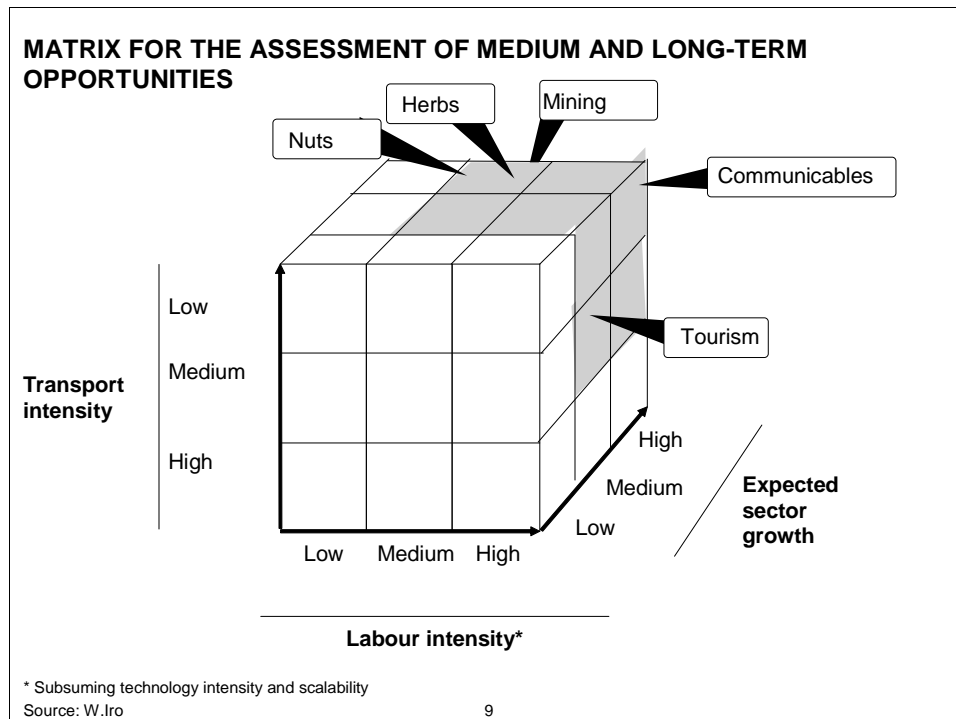 MATRIX FOR THE ASSESSMENT OF MEDIUM AND LONG-TERM
OPPORTUNITIES
Herbs
Mining
Nuts
Communicables
Tourism
Transport
intensity
Low
Medium
High
High
Medium
Low
Expected
sector
growth
Low Medium High
Labour intensity*
* Subsuming technology intensity and scalability
Source: W.Iro
9